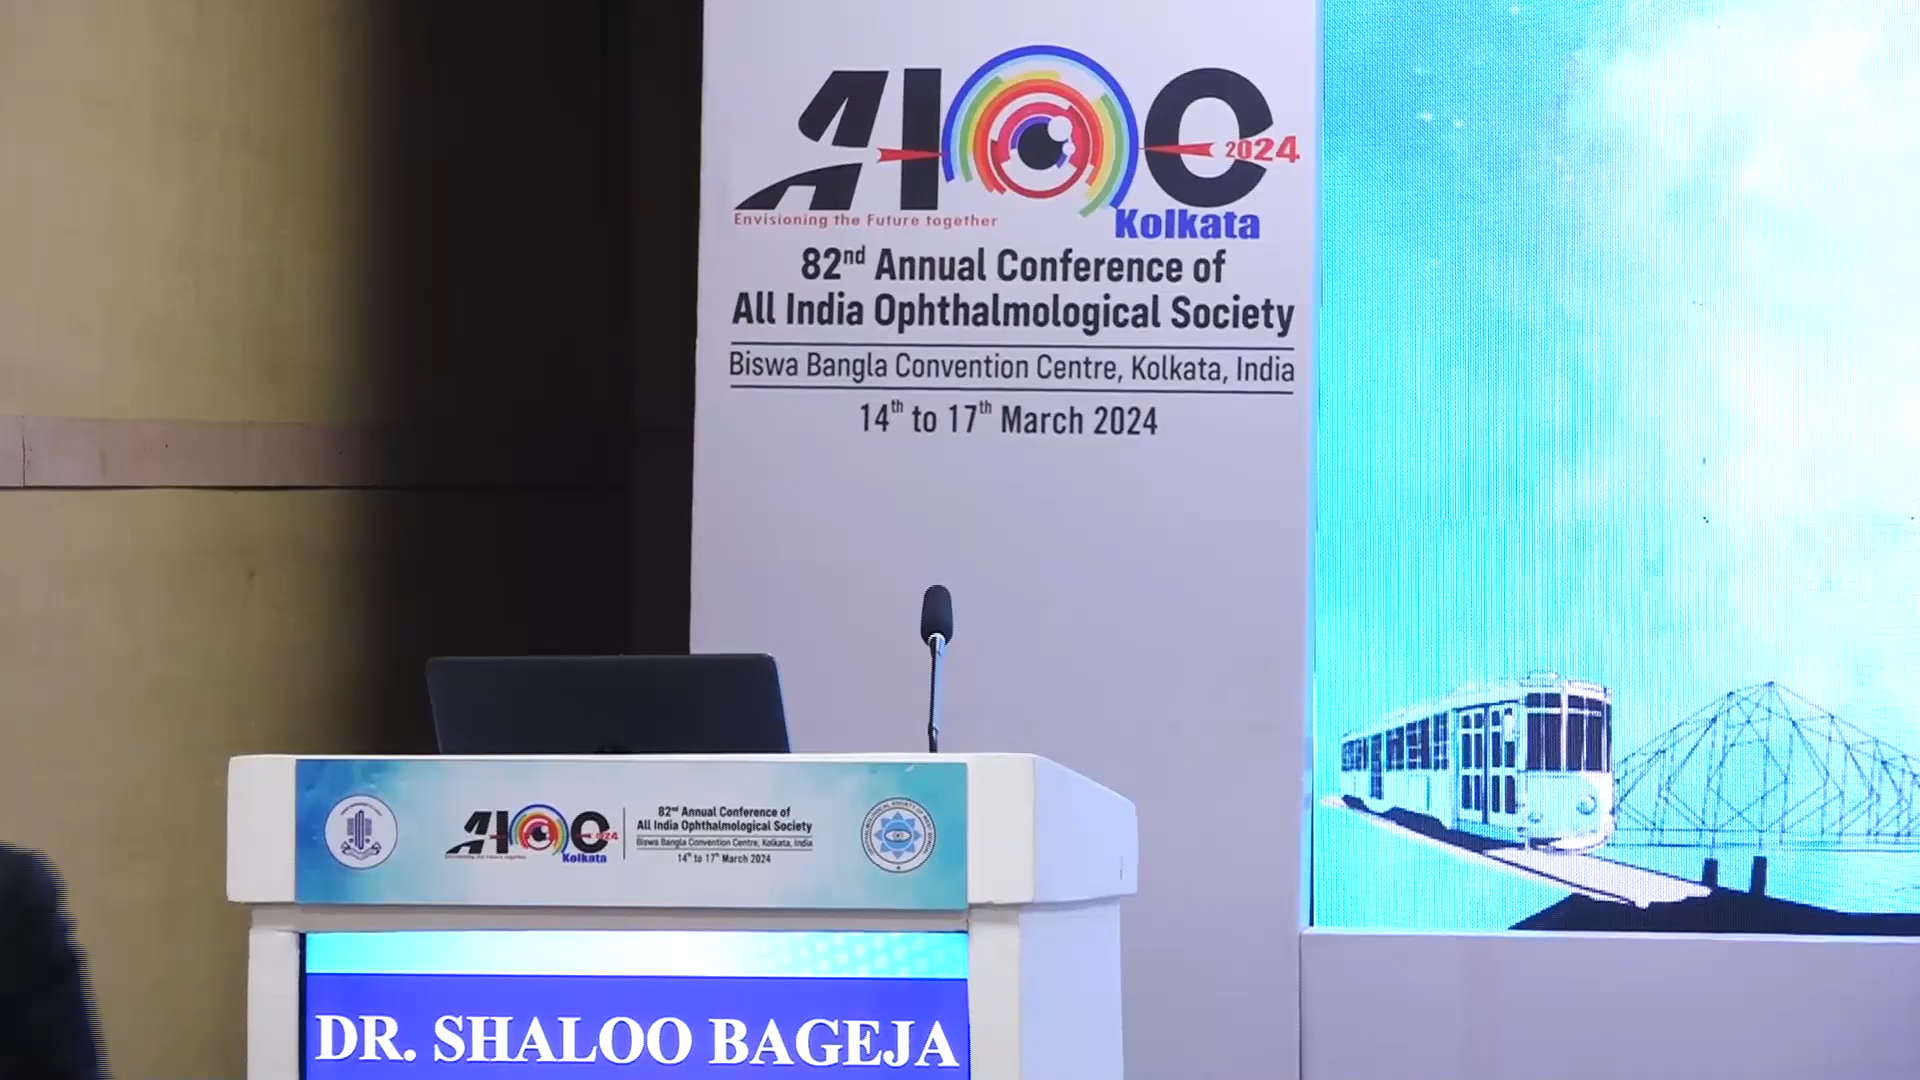 AIOC 2024
Envisioning the Future together
Kolkata
82nd Annual Conference of
All India Ophthalmological Society
Biswa Bangla Convention Centre, Kolkata, India
14th to 17th March 2024
AIOC 2024
Kolkata
82nd Annual Conference of
All India Ophthalmological Society
Biswa Bangla Convention Centre, Kolkata, India
14th to 17th March 2024
DR. SHALOO BAGEJA